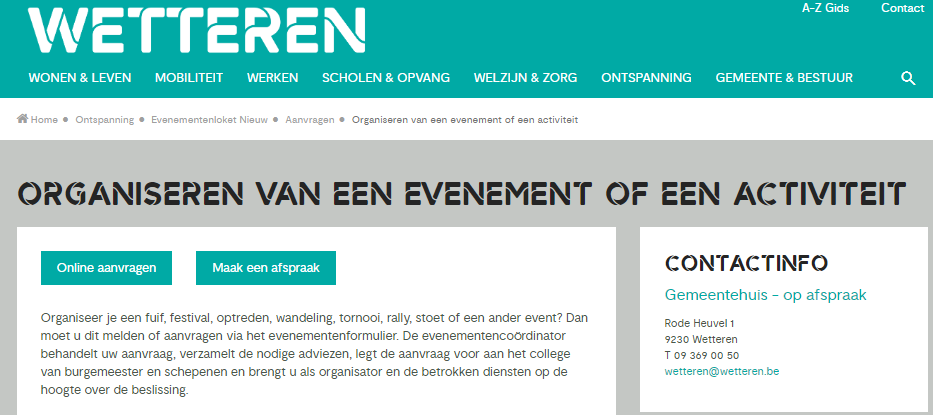 WETTEREN
A-Z Gids Contact
WONEN & LEVEN MOBILITEIT WERKEN SCHOLEN & OPVANG WELZIJN & ZORG ONTSPANNING GEMEENTE & BESTUUR
Home • Ontspanning • Evenementenloket Nieuw • Aanvragen • Organiseren van een evenement of een activiteit
ORGANISEREN VAN EEN EVENEMENT OF EEN ACTIVITEIT
Online aanvragen Maak een afspraak
Organiseer je een fuif, festival, optreden, wandeling, tornooi, rally, stoet of een ander event? Dan
moet u dit melden of aanvragen via het evenementenformulier. De evenementencoördinator
behandelt uw aanvraag, verzamelt de nodige adviezen, legt de aanvraag voor aan het college
van burgemeester en schepenen en brengt u als organisator en de betrokken diensten op de
hoogte over de beslissing.
CONTACTINFO
Gemeentehuis - op afspraak
Rode Heuvel 1
9230 Wetteren
T 09 369 00 50
wetteren@wetteren.be